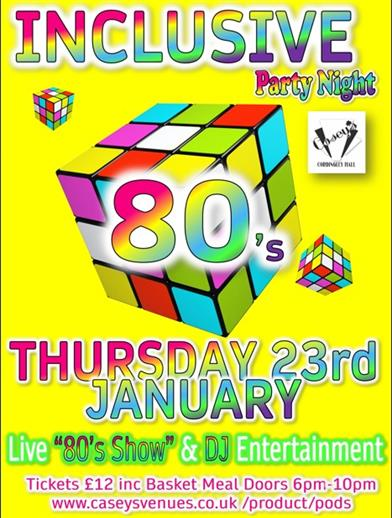 INCLUSIVE
Party Night
Casey's
CORDINGLEY HALL
80's
THURSDAY 23rd
JANUARY
Live "80's Show" & DJ Entertainment
Tickets £12 inc Basket Meal Doors 6pm-10pm
www.caseysvenues.co.uk /product/pods